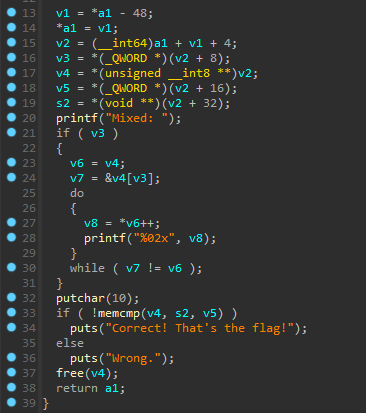 13 v1 = *a1 - 48;
14 *a1 = v1;
15 v2 = (__int64)a1 + v1 + 4;
16 v3 = *(_QWORD *)(v2 + 8);
17 v4 = *(unsigned __int8 **)v2;
18 v5 = *(_QWORD *)(v2 + 16);
19 s2 = *(void **)(v2 + 32);
20 printf("Mixed: ");
21 if ( v3 )
22 {
23 v6 = v4;
24 v7 = &v4[v3];
25 do
26 {
27 v8 = *v6++;
28 printf("%02x", v8);
29 }
30 while ( v7 != v6 );
31 }
32 putchar(10);
33 if ( !memcmp(v4, s2, v5) )
34 puts("Correct! That's the flag!");
35 else
36 puts("Wrong.");
37 free(v4);
38 return a1;
39 }